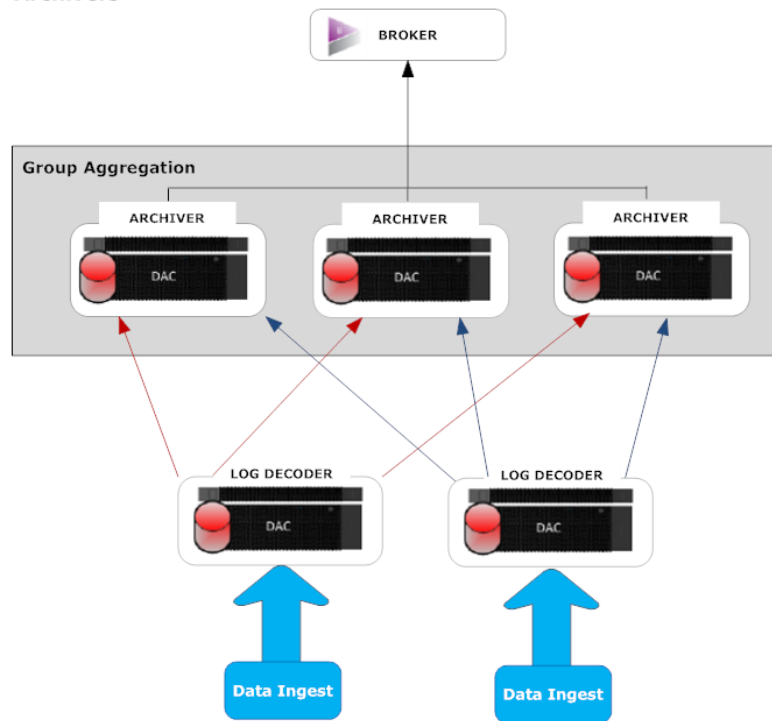 BROKER
Group Aggregation
ARCHIVER
ARCHIVER
ARCHIVER
DAC
DAC
DAC
LOG DECODER
LOG DECODER
DAC
DAC
Data Ingest
Data Ingest